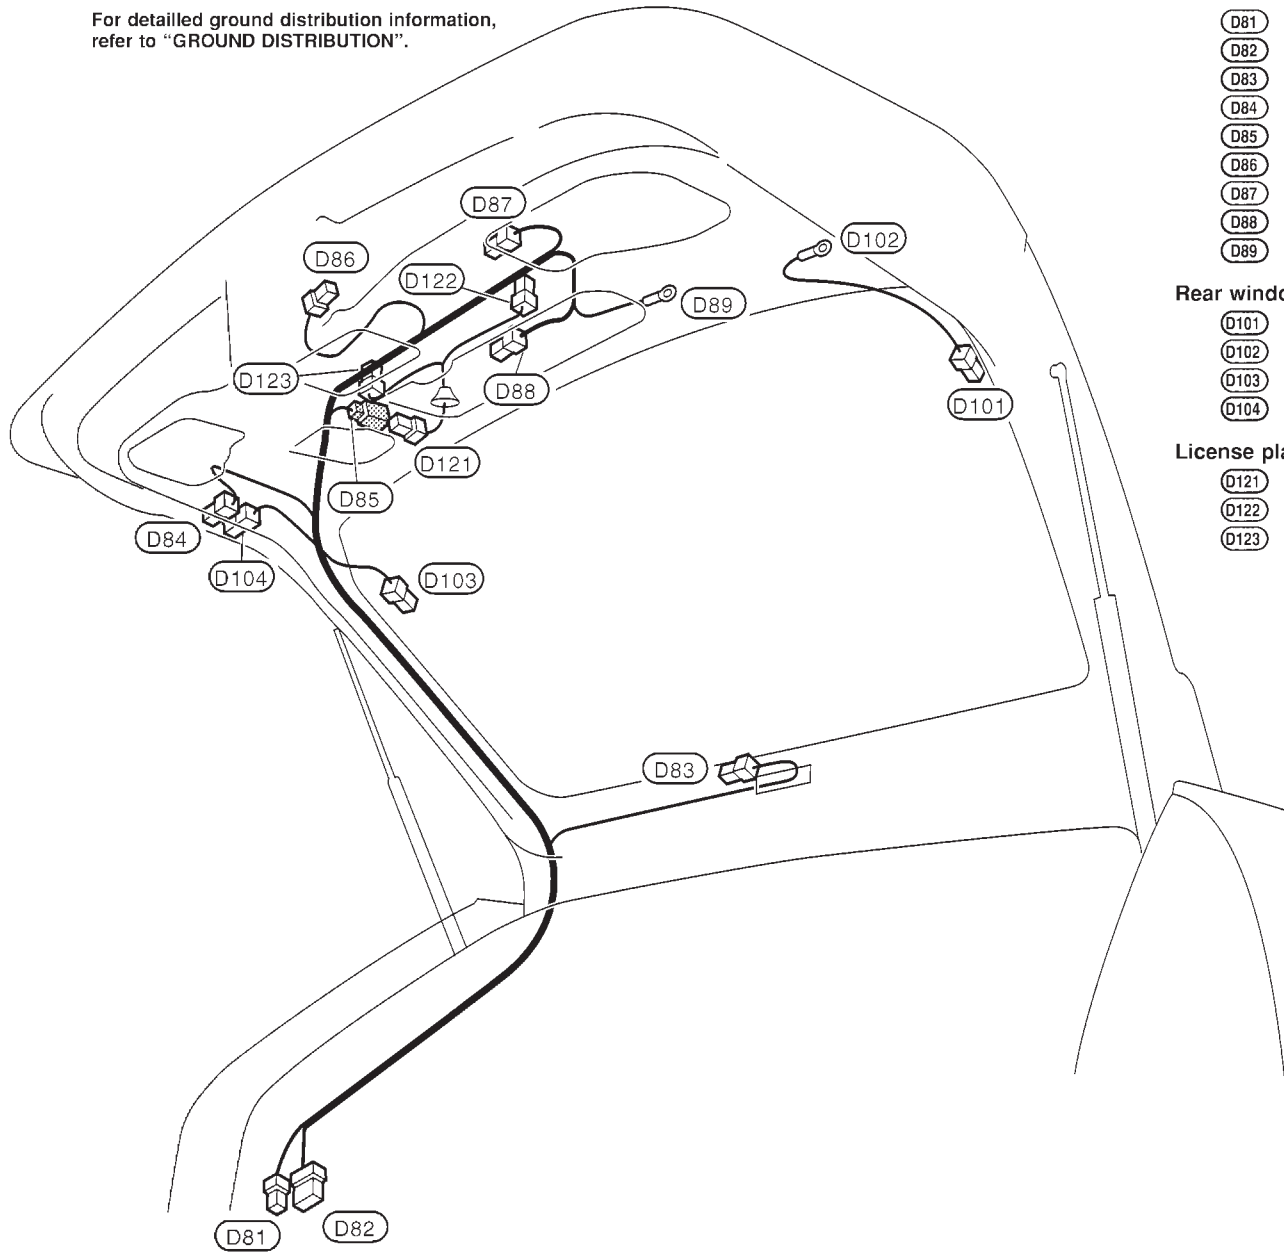 For detailled ground distribution information,
refer to “GROUND DISTRIBUTION”.
D81
D82
D83
D84
D85
D86
D87
D88
D89
Rear windo
D101
D102
D103
D104
License pla
D121
D122
D123
D87
D102
D86
D122
D89
D123
D88
D101
D121
D85
D84
D104
D103
D83
D81
D82